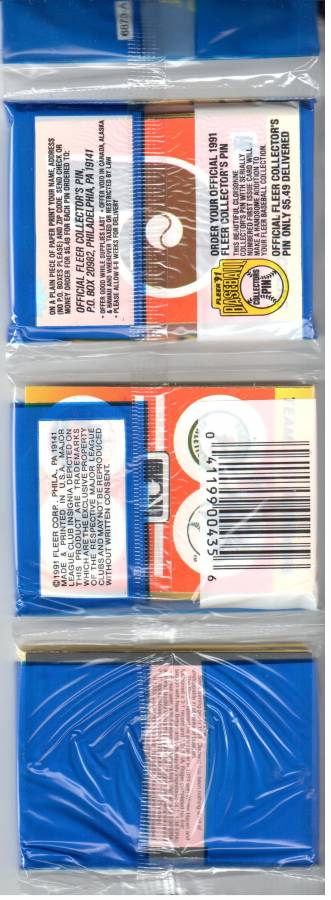 6870-A
ON A PLAIN PIECE OF PAPER PRINT YOUR NAME, ADDRESS
(NO P.O. BOXES PLEASE) AND ZIP CODE. SEND CHECK OR
MONEY ORDER FOR $5.49 FOR EACH PIN ORDERED TO:
OFFICIAL FLEER COLLECTOR'S PIN,
P.O. BOX 20902, PHILADELPHIA, PA 19141
• OFFER GOOD WHILE SUPPLIES LAST • OFFER VOID IN CANADA, ALASKA
& HAWAII AND WHENEVER TAXED OR RESTRICTED BY LAW
• PLEASE ALLOW 6-8 WEEKS FOR DELIVERY
FLEER '91
BASEBALL
COLLECTORS
PIN
ORDER YOUR OFFICIAL 1991
FLEER COLLECTOR'S PIN
THIS BEAUTIFUL CLOISONNE
COLLECTOR'S PIN WITH SERIALLY
NUMBERED FIRST ISSUE CARD WILL
MAKE A HANDSOME ADDITION TO
YOUR FLEER BASEBALL COLLECTION.
OFFICIAL FLEER COLLECTOR'S
PIN ONLY $5.49 DELIVERED
©1991 FLEER CORP., PHILA., PA 19141
MADE & PRINTED IN U.S.A. MAJOR
LEAGUE CLUB INSIGNIA DEPICTED ON
THIS PRODUCT ARE TRADEMARKS
WHICH ARE THE EXCLUSIVE PROPERTY
OF THE RESPECTIVE MAJOR LEAGUE
CLUBS AND MAY NOT BE REPRODUCED
WITHOUT WRITTEN CONSENT.
0 41199 00435 6